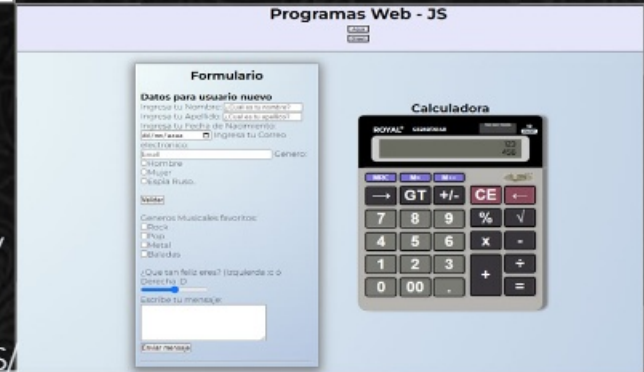 Programas Web - JS
Formulario
Datos para usuario nuevo
Ingresa tu Nombre: ¿Cual es tu nombre?
Ingresa tu Apellido: ¿Cual es tu apellido?
Ingresa tu Fecha de Nacimiento:
dd/mm/aaaa Ingresa tu Correo
electronico:
Email Genero:
Hombre
Mujer
Espia Ruso
Validar
Generos Musicales favoritos:
Rock
Pop
Metal
Baladas
¿Que tan feliz eres? (Izquierda :c o
Derecha :D
Escribe tu mensaje:
Enviar mensaje
Calculadora
ROYAL
123
456
→ GT +/- CE ←
7 8 9 % √
4 5 6 x -
1 2 3 + ÷
0 00 . =
/
S/